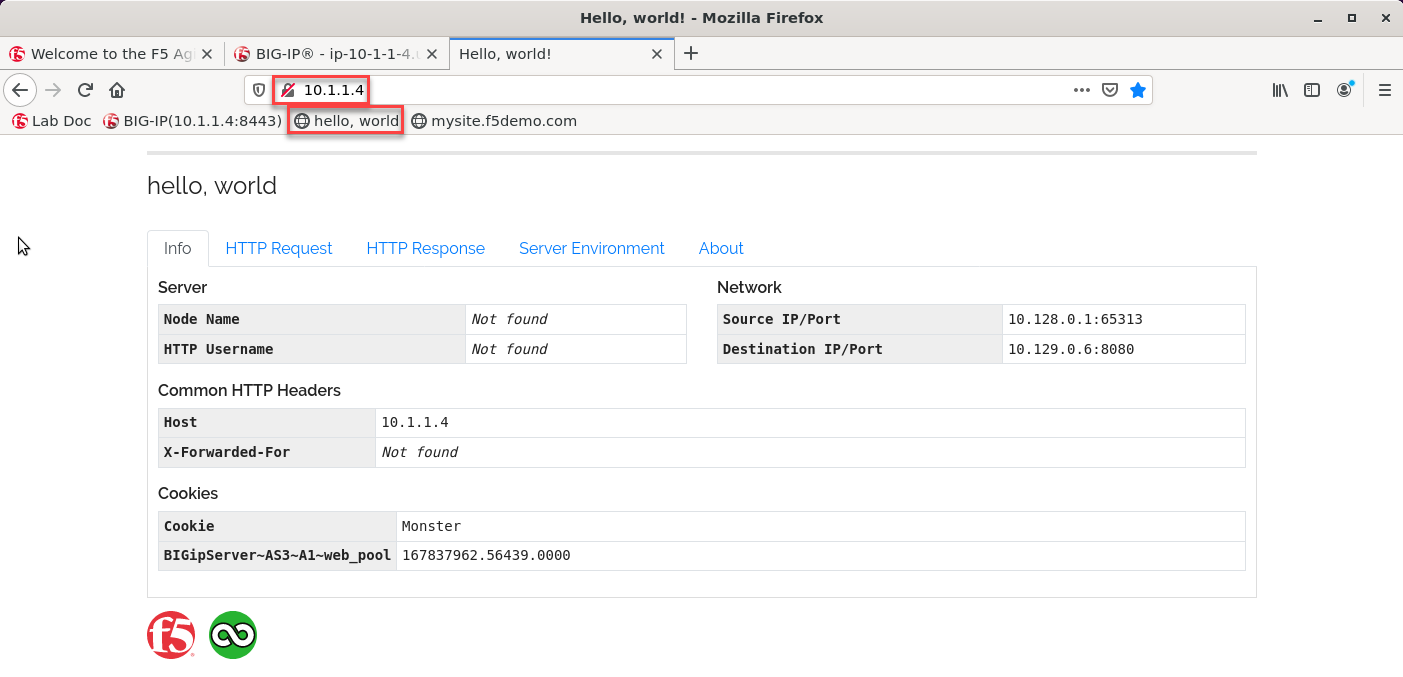 Hello, world! - Mozilla Firefox
Welcome to the F5 Ag
BIG-IP® - ip-10-1-1-4.
Hello, world!
10.1.1.4
Lab Doc
BIG-IP(10.1.1.4:8443)
hello, world
mysite.f5demo.com
hello, world
Info
HTTP Request
HTTP Response
Server Environment
About
Server
Node Name Not found
HTTP Username Not found
Network
Source IP/Port 10.128.0.1:65313
Destination IP/Port 10.129.0.6:8080
Common HTTP Headers
Host 10.1.1.4
X-Forwarded-For Not found
Cookies
Cookie Monster
BIGipServer~AS3~A1~web_pool 167837962.56439.0000
f5